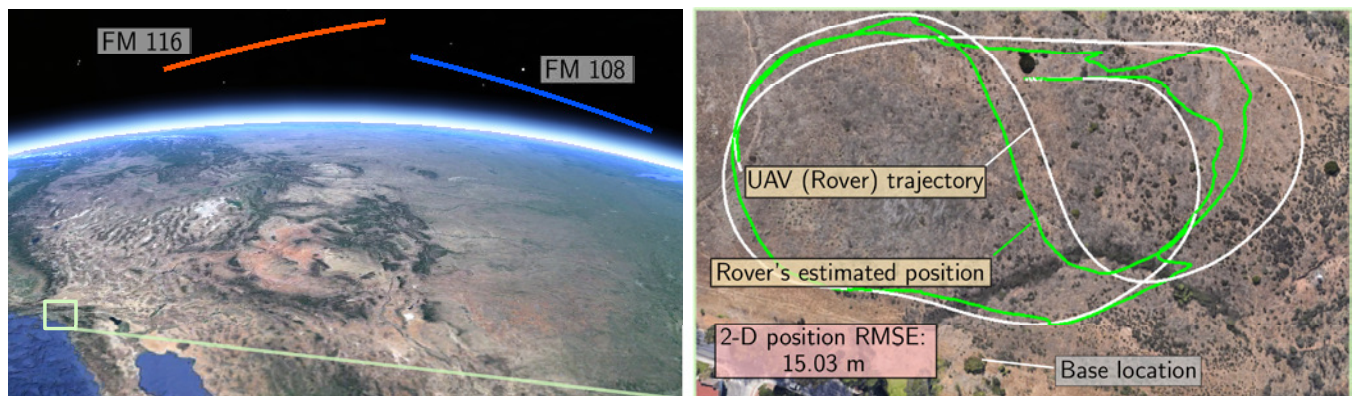 FM 116
FM 108
UAV (Rover) trajectory
Rover's estimated position
2-D position RMSE:
15.03 m
Base location